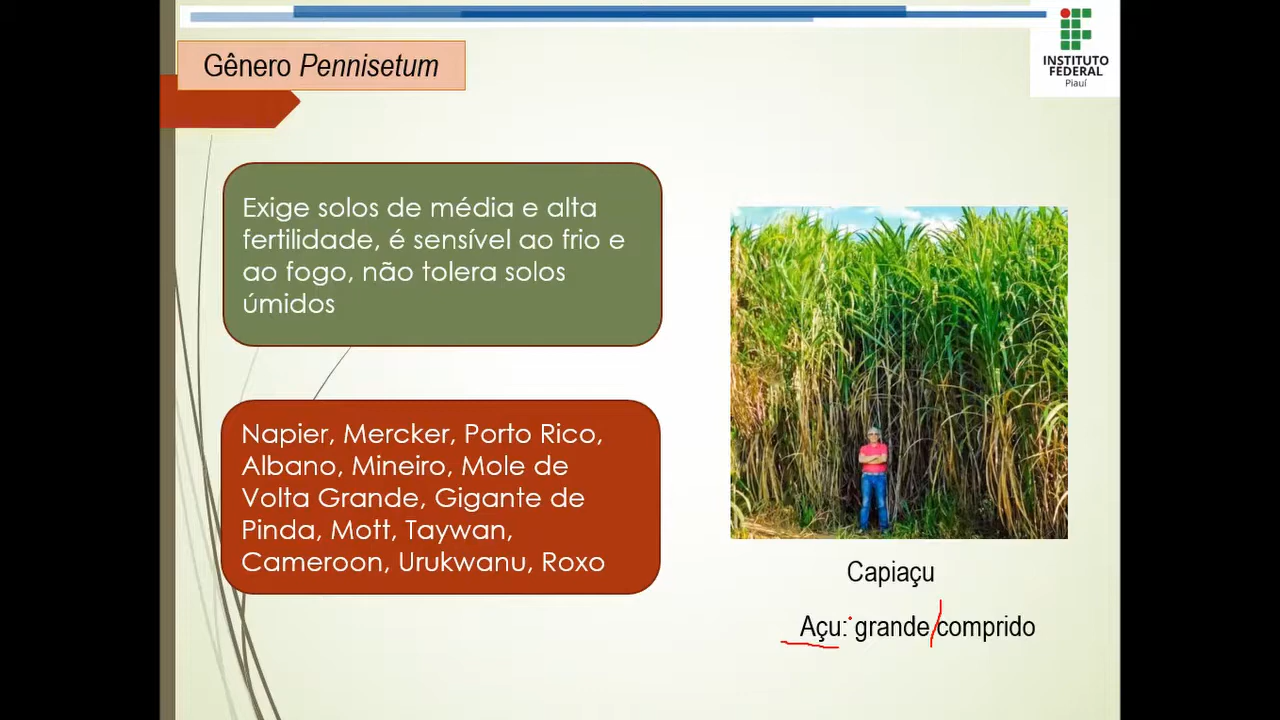 Gênero Pennisetum
INSTITUTO
FEDERAL
Piauí
Exige solos de média e alta
fertilidade, é sensível ao frio e
ao fogo, não tolera solos
úmidos
Napier, Mercker, Porto Rico,
Albano, Mineiro, Mole de
Volta Grande, Gigante de
Pinda, Mott, Taywan,
Cameroon, Urukwanu, Roxo
Capiaçu
Açu: grande/comprido